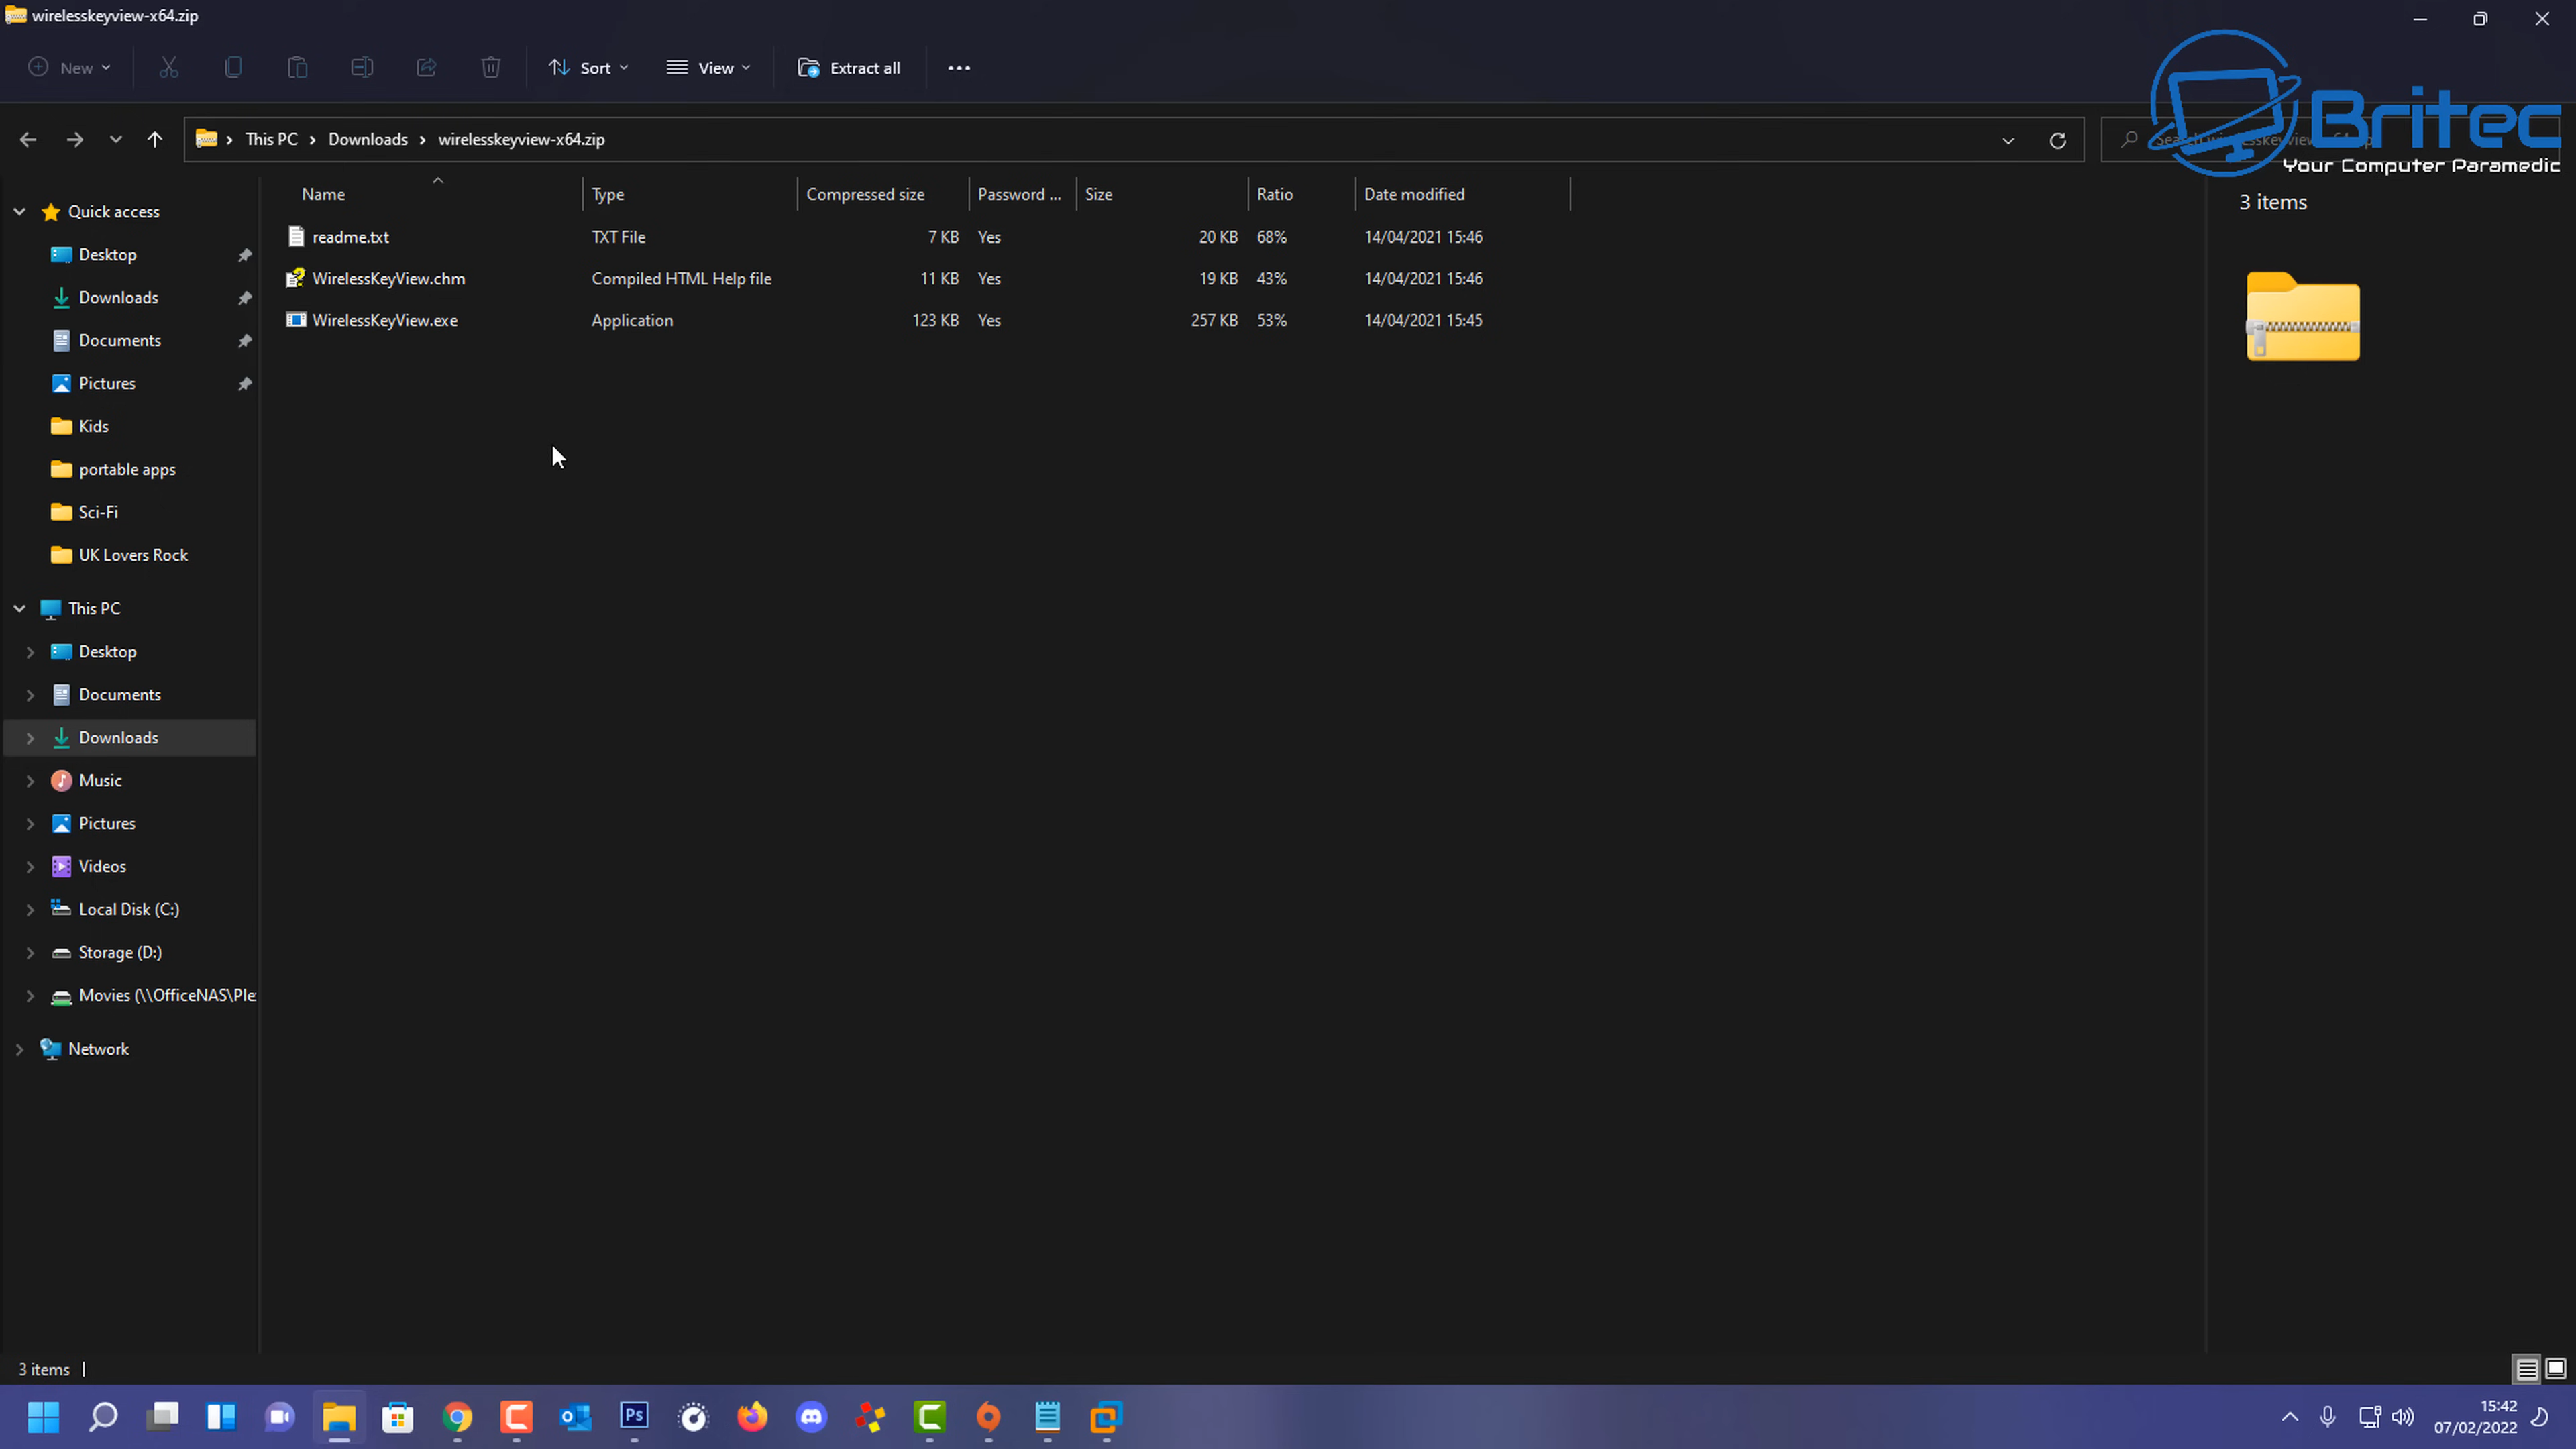 wirelesskeyview-x64.zip
New
Sort
View
Extract all
This PC
Downloads
wirelesskeyview-x64.zip
Britec
Your Computer Paramedic
Name
Type
Compressed size
Password ...
Size
Ratio
Date modified
3 items
readme.txt
TXT File
7 KB
Yes
20 KB
68%
14/04/2021 15:46
WirelessKeyView.chm
Compiled HTML Help file
11 KB
Yes
19 KB
43%
14/04/2021 15:46
WirelessKeyView.exe
Application
123 KB
Yes
257 KB
53%
14/04/2021 15:45
Quick access
Desktop
Downloads
Documents
Pictures
Kids
portable apps
Sci-Fi
UK Lovers Rock
This PC
Desktop
Documents
Downloads
Music
Pictures
Videos
Local Disk (C:)
Storage (D:)
Movies (\\OfficeNAS\Ple
Network
3 items
Ps
15:42
07/02/2022